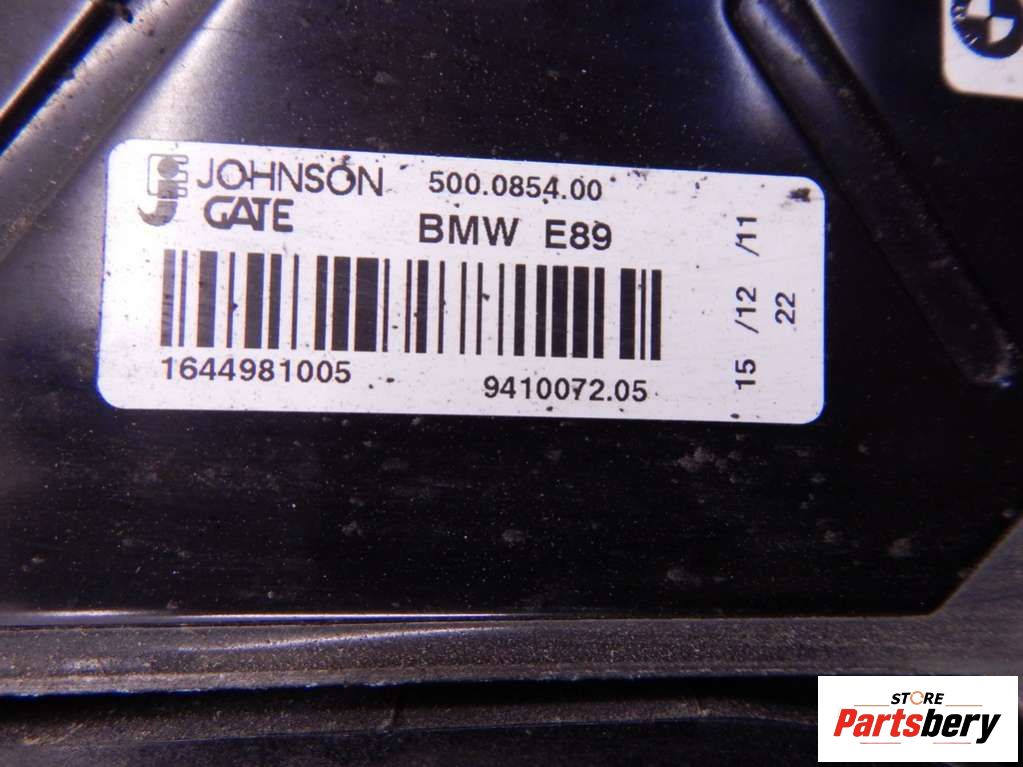 JOHNSON 500.0854.00
GATE BMW E89
1644981005
9410072.05
15 /12 /11
22
STORE
Partsbery